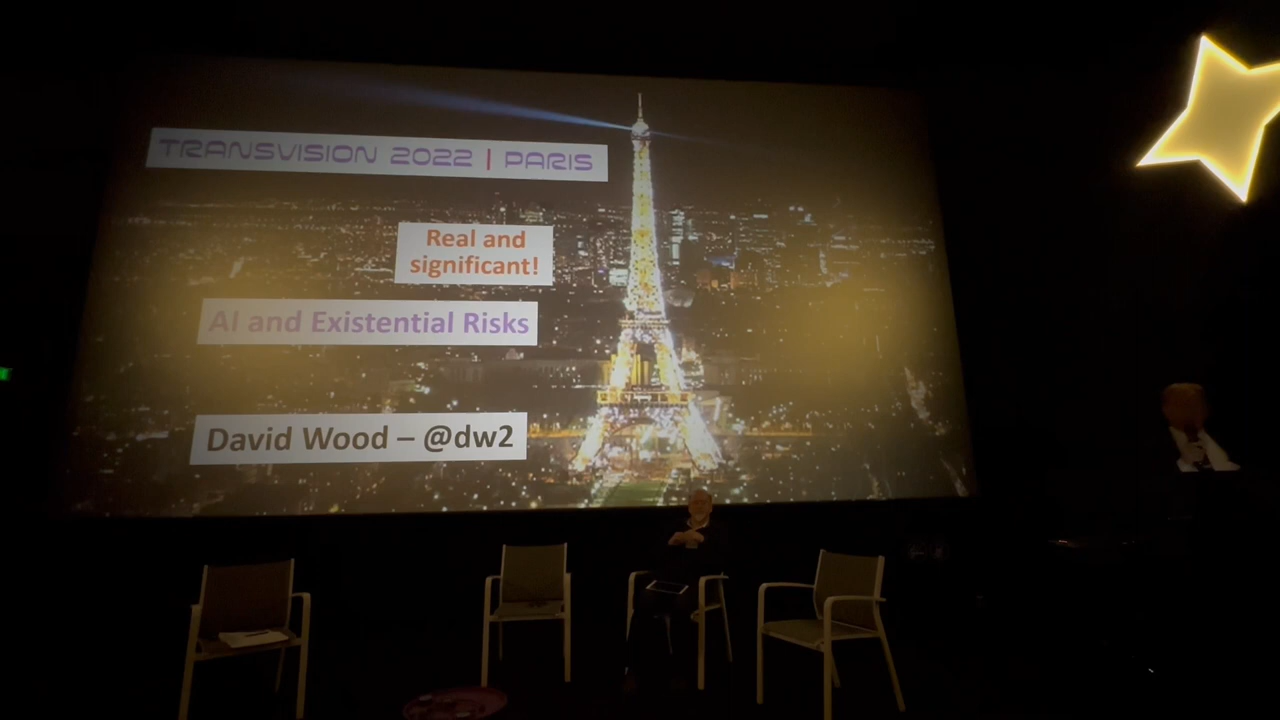 TRANSVISION 2022 | PARIS
Real and
significant!
AI and Existential Risks
David Wood – @dw2